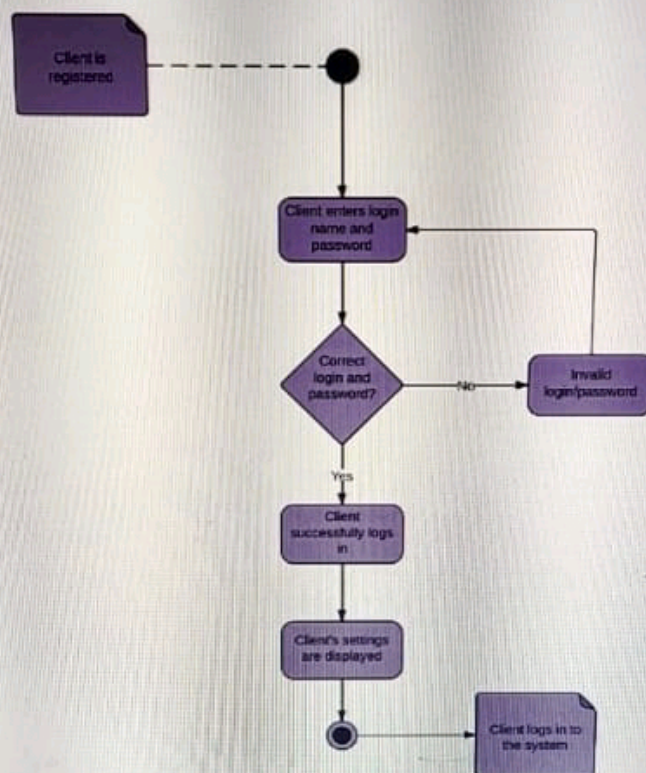 Client is
registered
Client enters login
name and
password
Correct
login and
password?
No
Invalid
login/password
Yes
Client
successfully logs
in
Client's settings
are displayed
Client logs in to
the system